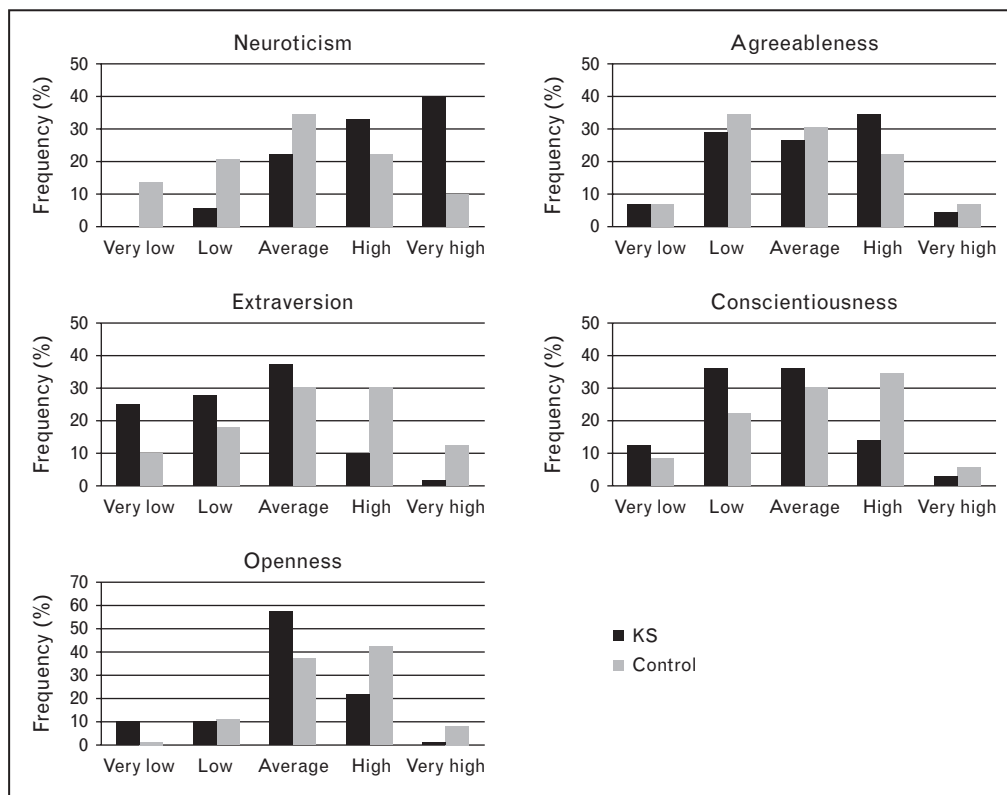 Neuroticism
50
40
30
20
10
0
Frequency (%)
Very low Low Average High Very high
Agreeableness
50
40
30
20
10
0
Frequency (%)
Very low Low Average High Very high
Extraversion
50
40
30
20
10
0
Frequency (%)
Very low Low Average High Very high
Conscientiousness
50
40
30
20
10
0
Frequency (%)
Very low Low Average High Very high
Openness
70
60
50
40
30
20
10
0
Frequency (%)
Very low Low Average High Very high
KS
Control